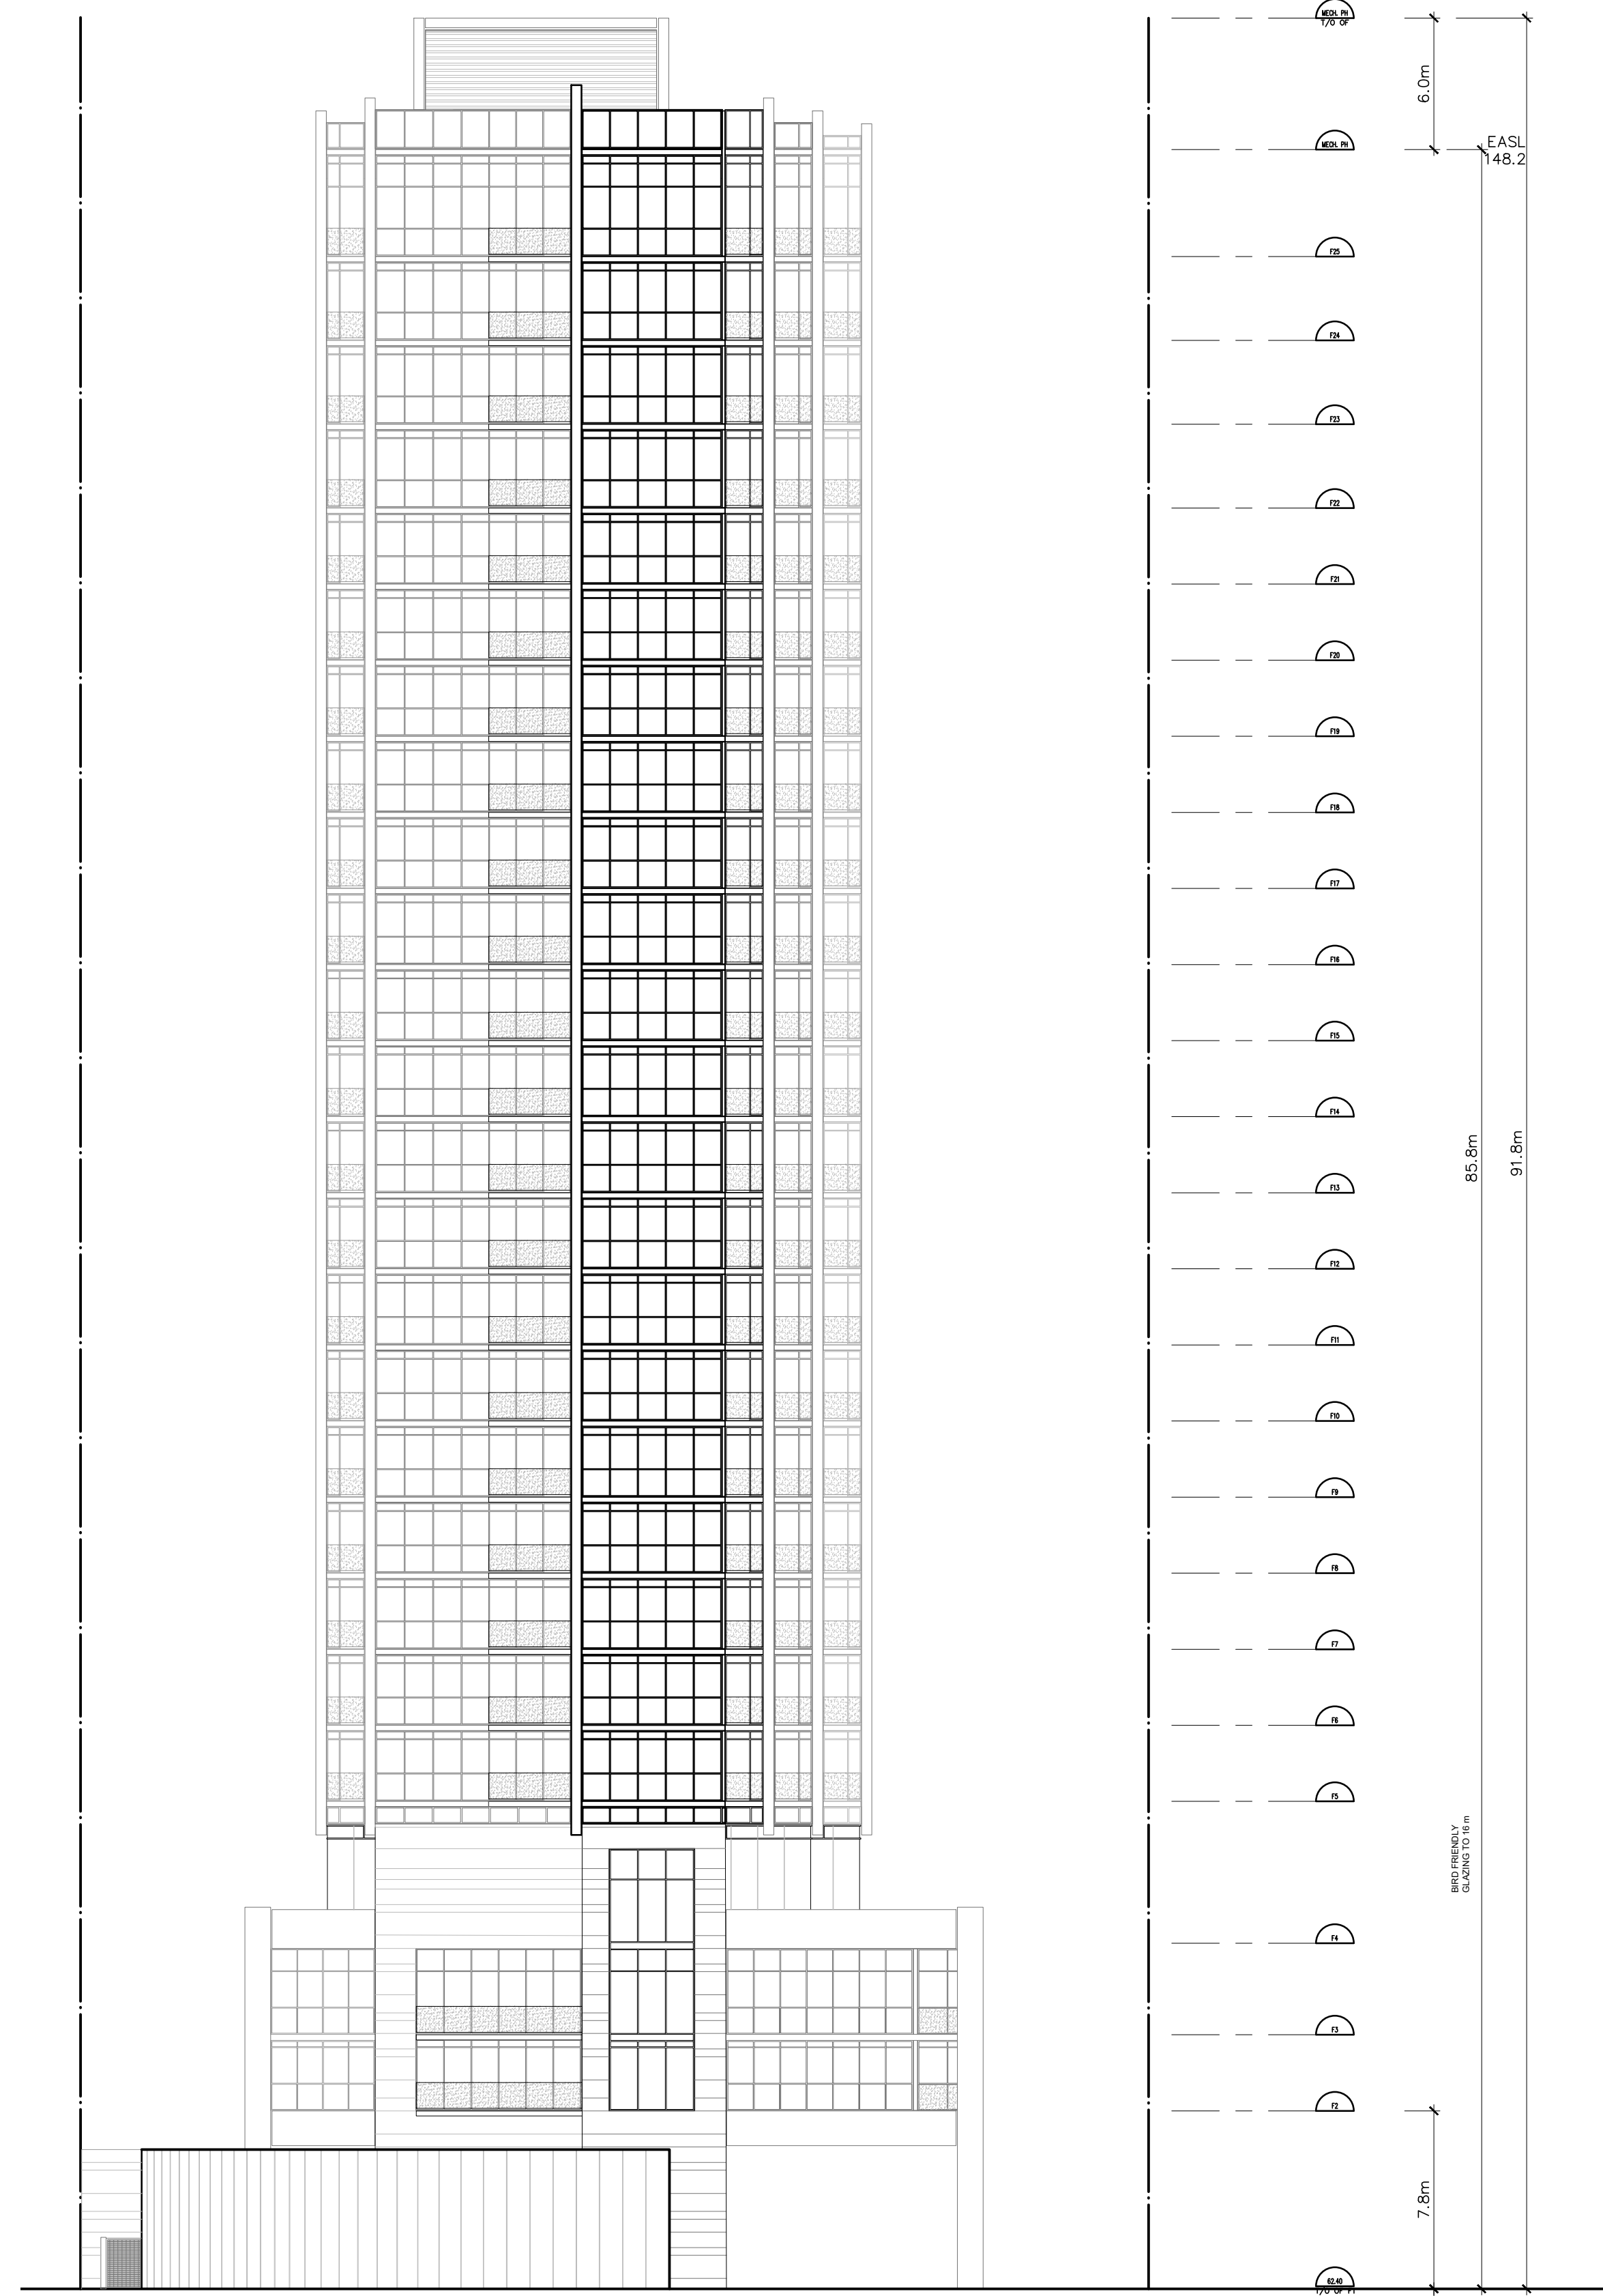 MECH. PH
T/O OF
6.0m
MECH. PH
EASL
148.2
F25
F24
F23
F22
F21
F20
F19
F18
F17
F16
F15
F14
85.8m
91.8m
F13
F12
F11
F10
F9
F8
F7
F6
F5
BIRD FRIENDLY
GLAZING TO 16 m
F4
F3
F2
7.8m
62.40
T/O OF F1